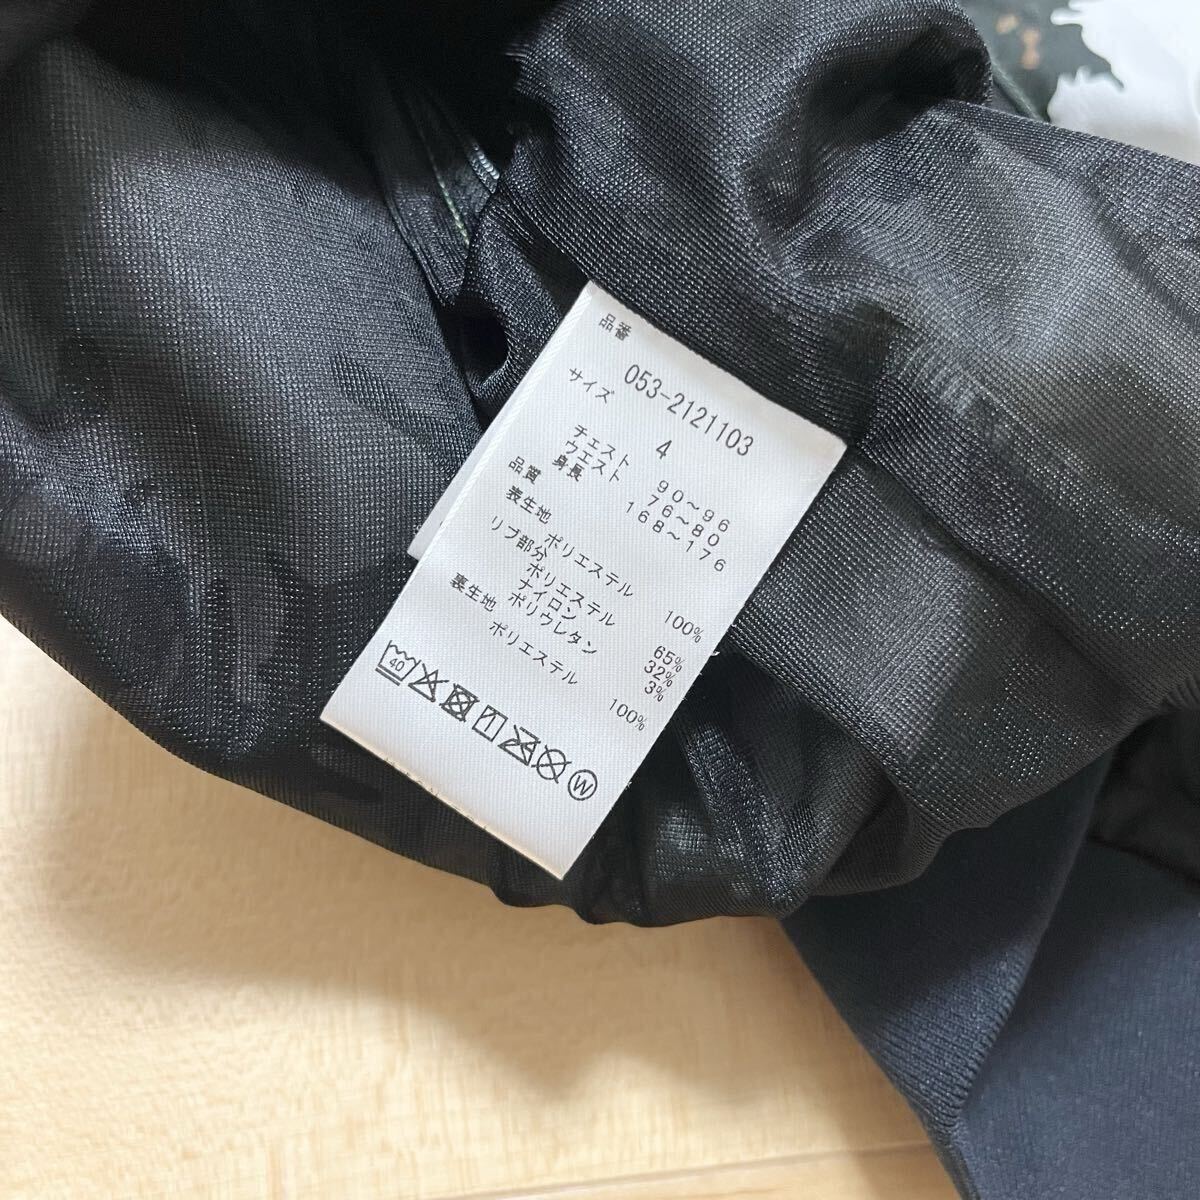 品番
053-2121103
サイズ
4
チェスト 90～96
ウエスト 76～80
身長 168～176
品質
表生地
ポリエステル 100%
リブ部分
ポリエステル 65%
ナイロン 32%
ポリウレタン 3%
裏生地
ポリエステル 100%
40
W